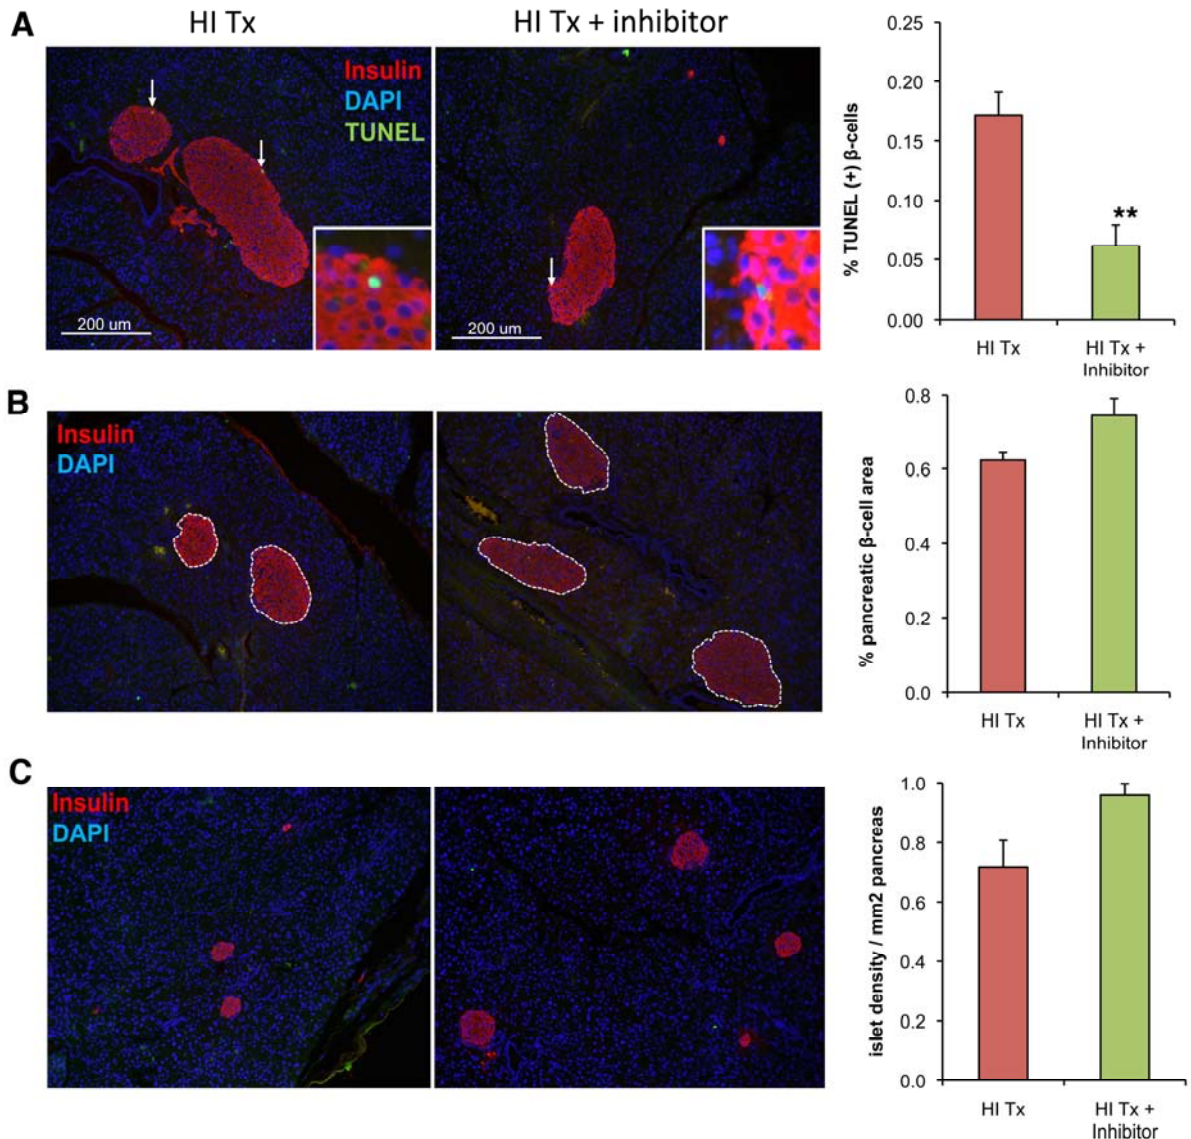 A
HI Tx
HI Tx + inhibitor
Insulin
DAPI
TUNEL
200 um
200 um
% TUNEL (+) β-cells
0.25
0.20
0.15
0.10
0.05
0.00
**
HI Tx
HI Tx +
Inhibitor
B
Insulin
DAPI
% pancreatic β-cell area
0.8
0.6
0.4
0.2
0.0
HI Tx
HI Tx +
Inhibitor
C
Insulin
DAPI
islet density / mm2 pancreas
1.0
0.8
0.6
0.4
0.2
0.0
HI Tx
HI Tx +
Inhibitor